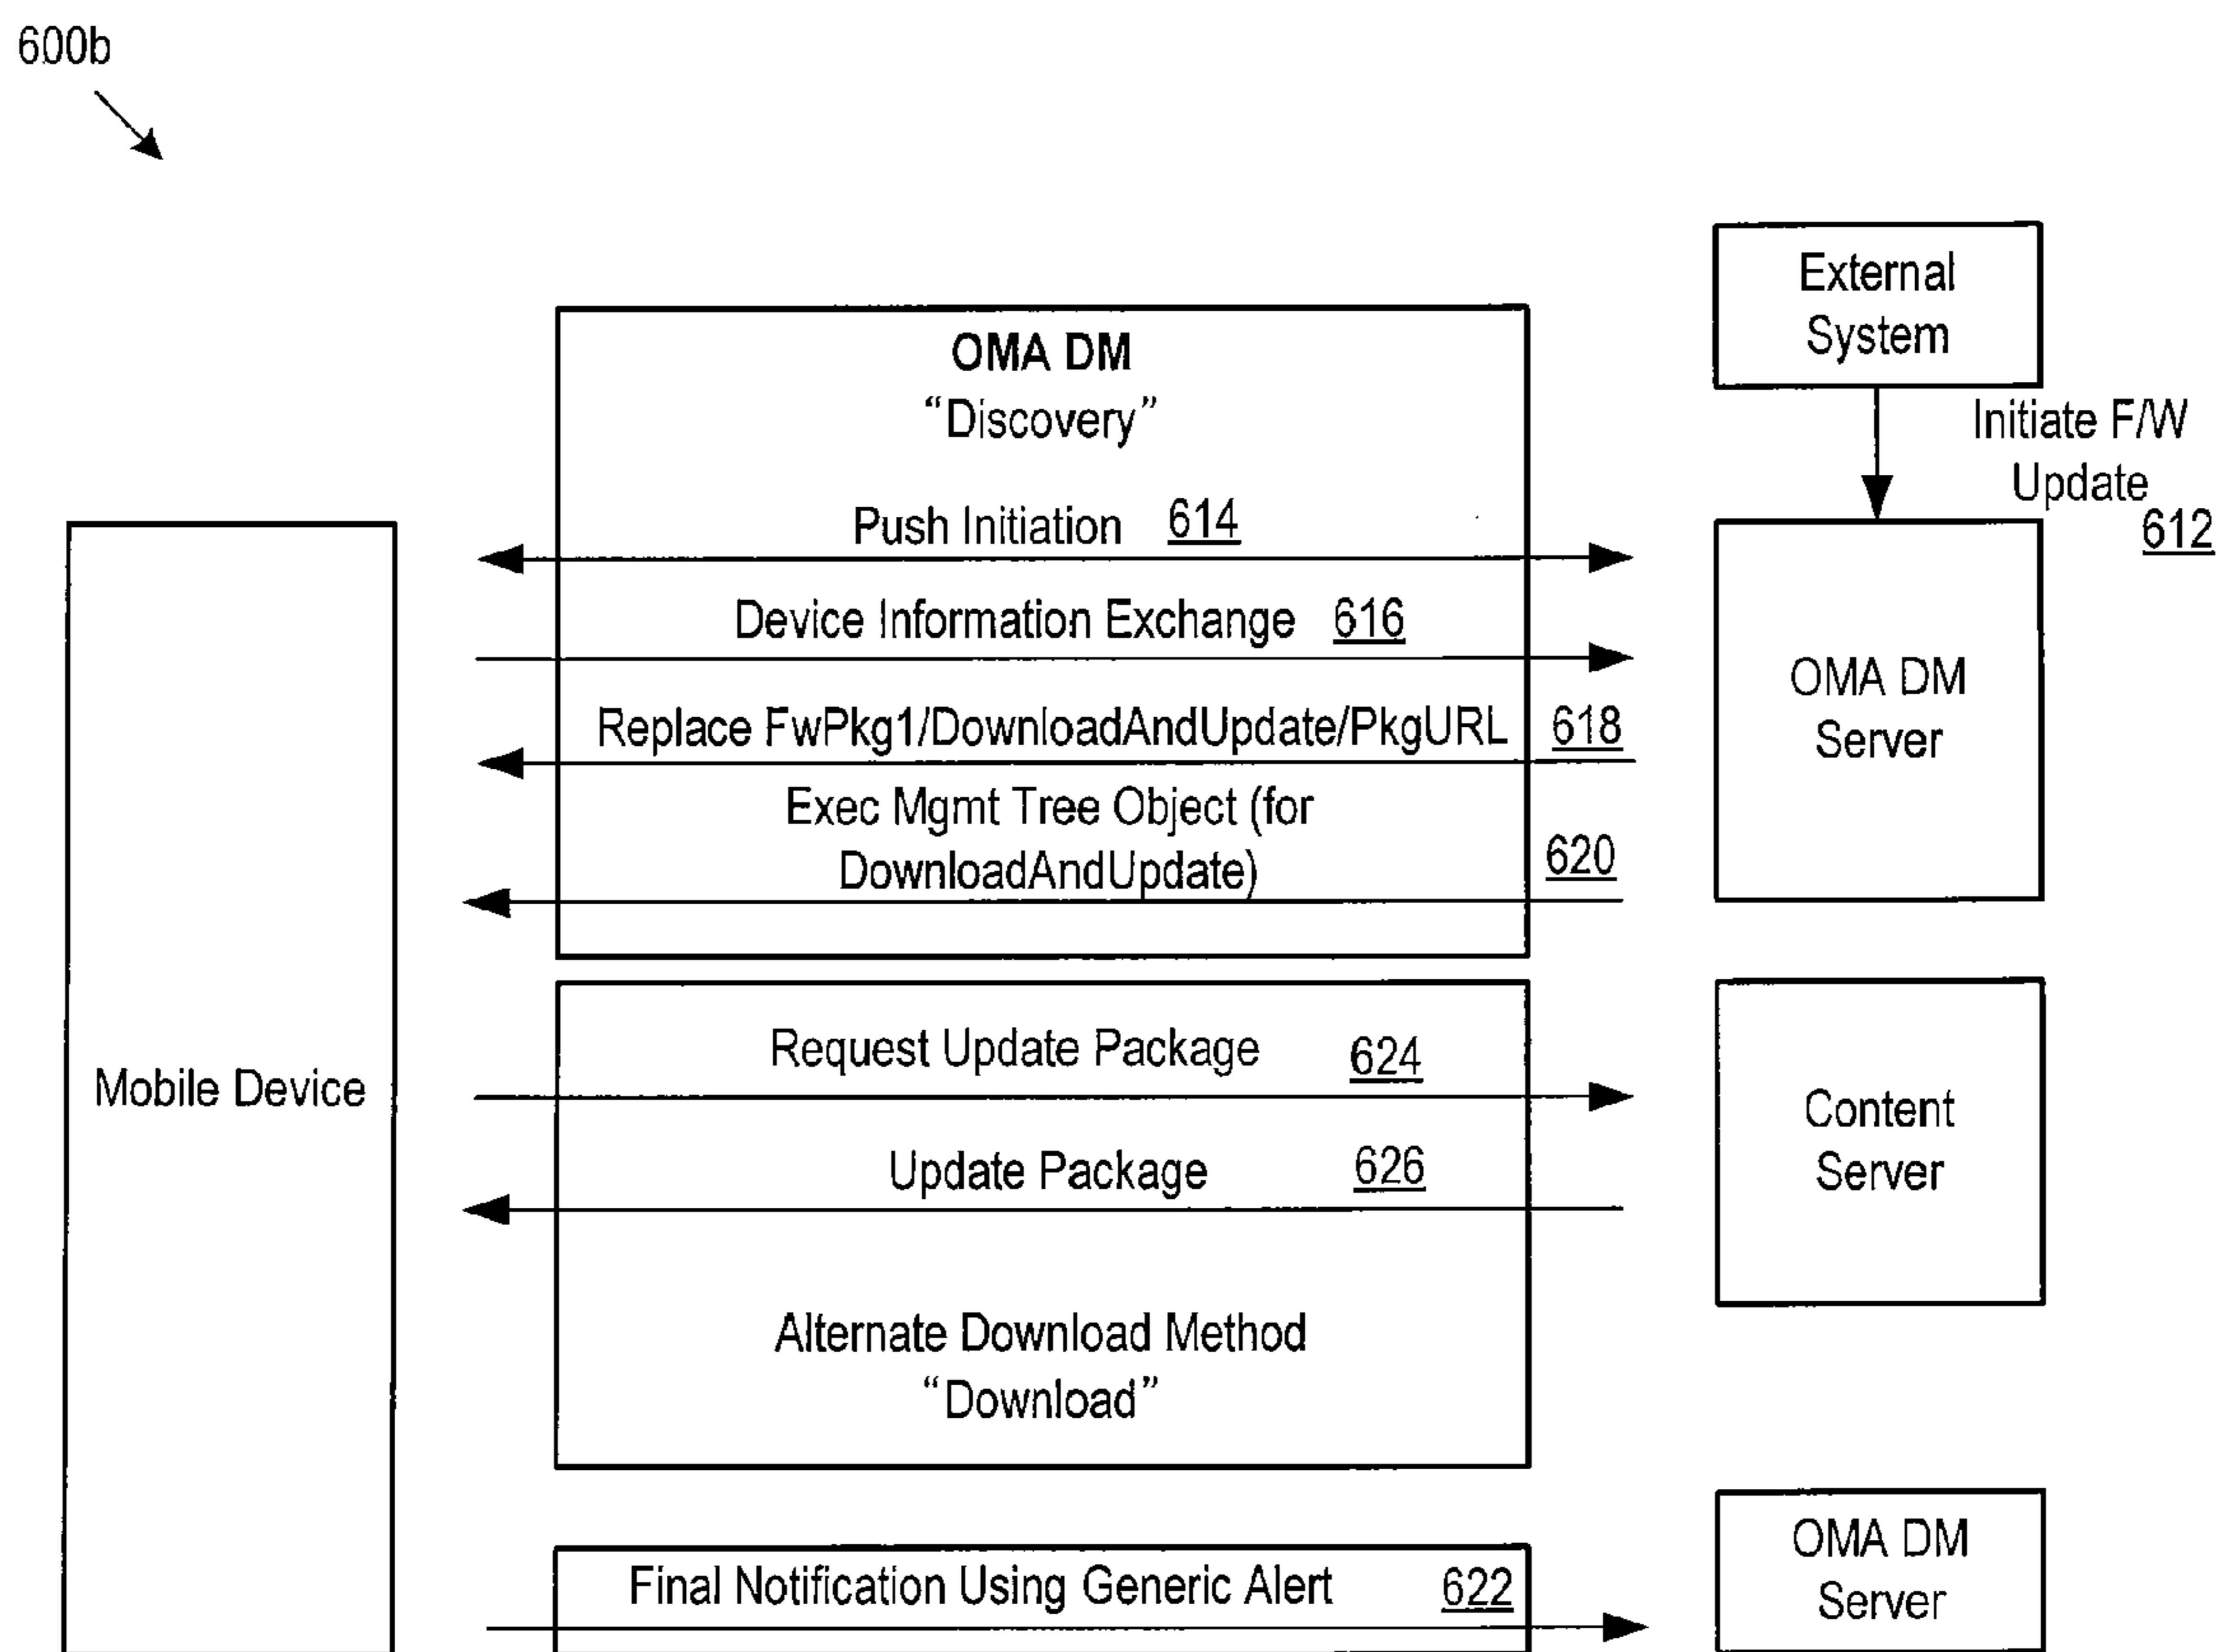 600b
External
System
Initiate F/W
Update
612
OMA DM
“Discovery”
Push Initiation 614
Device Information Exchange 616
Replace FwPkg1/DownloadAndUpdate/PkgURL 618
Exec Mgmt Tree Object (for
DownloadAndUpdate) 620
OMA DM
Server
Mobile Device
Request Update Package 624
Update Package 626
Alternate Download Method
“Download”
Content
Server
Final Notification Using Generic Alert 622
OMA DM
Server